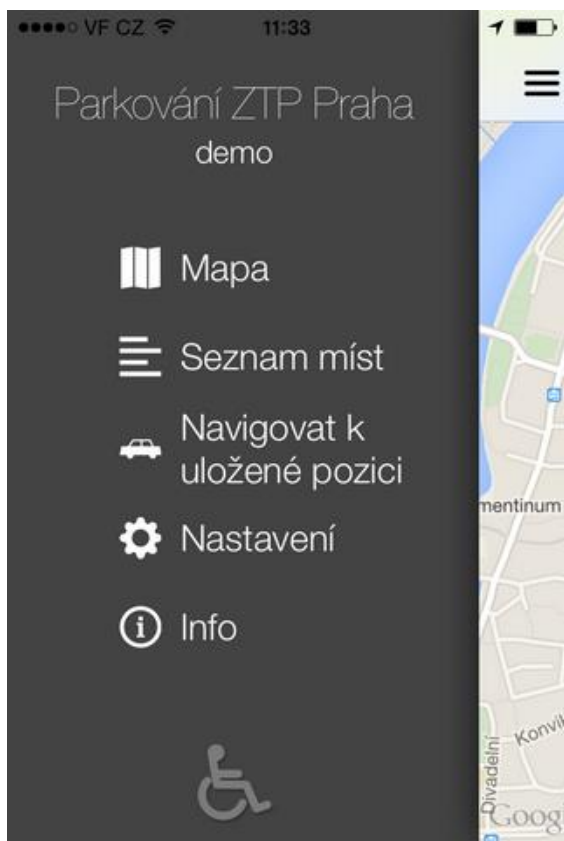 VF CZ 11:33
Parkování ZTP Praha
demo
Mapa
Seznam míst
Navigovat k
uložené pozici
Nastavení
Info
mentinum
Konvi
Divadelní
Goog